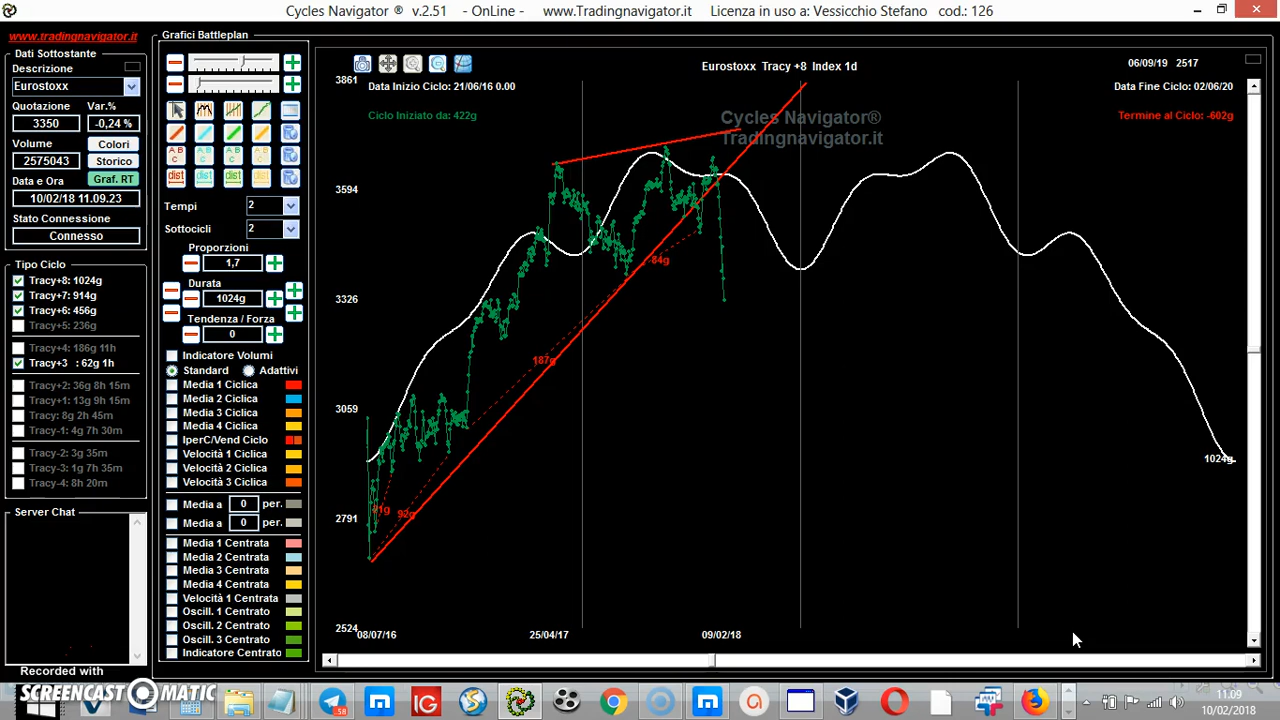 Cycles Navigator ® v.2.51 - OnLine - www.Tradingnavigator.it Licenza in uso a: Vessicchio Stefano cod.: 126
www.tradingnavigator.it
Dati Sottostante
Descrizione
Eurostoxx
Quotazione Var.%
3350 -0,24 %
Volume Colori
2575043 Storico
Data e Ora Graf. RT
10/02/18 11.09.23
Stato Connessione
Connesso
Tipo Ciclo
Tracy+8: 1024g
Tracy+7: 914g
Tracy+6: 456g
Tracy+5: 236g
Tracy+4: 186g 11h
Tracy+3 : 62g 1h
Tracy+2: 36g 8h 15m
Tracy+1: 13g 9h 15m
Tracy: 8g 2h 45m
Tracy-1: 4g 7h 30m
Tracy-2: 3g 35m
Tracy-3: 1g 7h 35m
Tracy-4: 8h 20m
Server Chat
Recorded with
SCREENCAST MATIC
Grafici Battleplan
A B C A B C A B C A B C
dist dist dist dist
Tempi 2
Sottocicli 2
Proporzioni
1,7
Durata
1024g
Tendenza / Forza
0
Indicatore Volumi
Standard Adattivi
Media 1 Ciclica
Media 2 Ciclica
Media 3 Ciclica
Media 4 Ciclica
IperC/Vend Ciclo
Velocità 1 Ciclica
Velocità 2 Ciclica
Velocità 3 Ciclica
Media a 0 per.
Media a 0 per.
Media 1 Centrata
Media 2 Centrata
Media 3 Centrata
Media 4 Centrata
Velocità 1 Centrata
Oscill. 1 Centrato
Oscill. 2 Centrato
Oscill. 3 Centrato
Indicatore Centrato
Eurostoxx Tracy +8 Index 1d
06/09/19 2517
Data Inizio Ciclo: 21/06/16 0.00
Data Fine Ciclo: 02/06/20
Ciclo Iniziato da: 422g
Termine al Ciclo: -602g
Cycles Navigator®
Tradingnavigator.it
3861
3594
3326
3059
2791
2524
84g
187g
92g
1024g
08/07/16 25/04/17 09/02/18
IG
58
11.09
10/02/2018